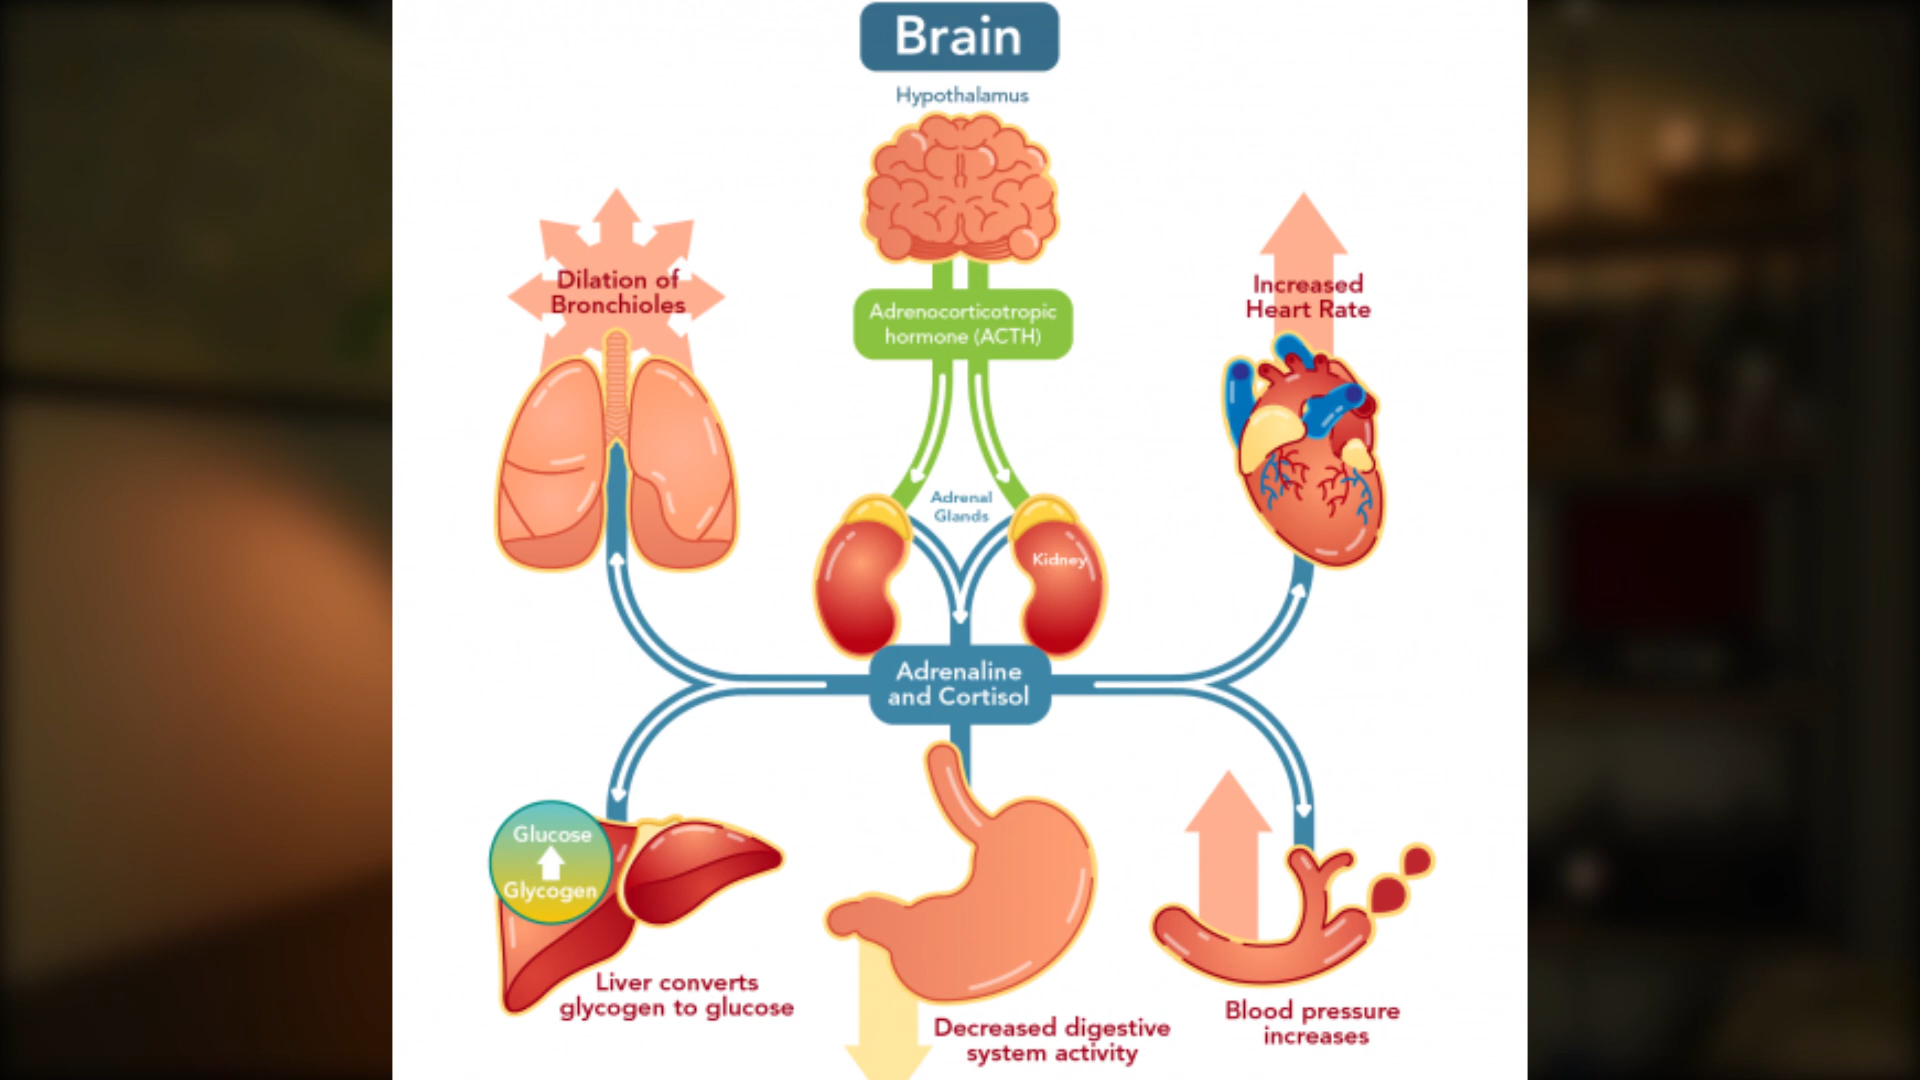 Brain
Hypothalamus
Dilation of
Bronchioles
Adrenocorticotropic
hormone (ACTH)
Increased
Heart Rate
Adrenal
Glands
Kidney
Adrenaline
and Cortisol
Glucose
Glycogen
Liver converts
glycogen to glucose
Decreased digestive
system activity
Blood pressure
increases